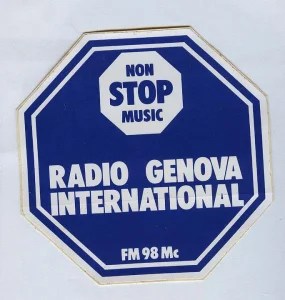 NON
STOP
MUSIC
RADIO GENOVA
INTERNATIONAL
FM 98 Mc